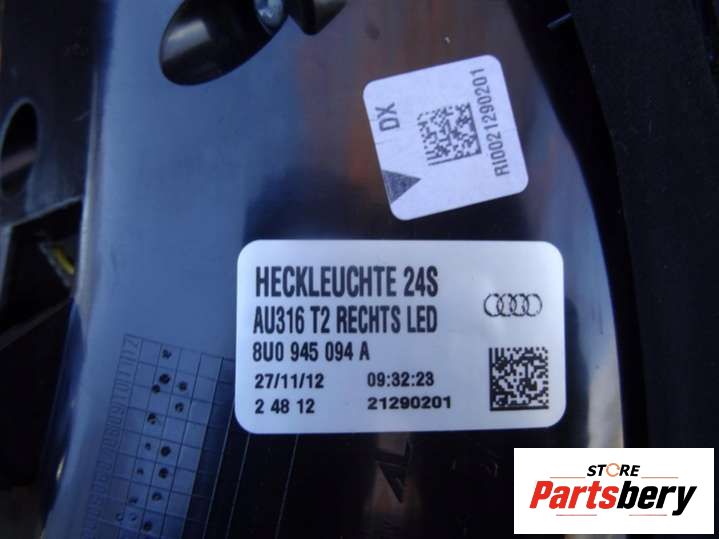 DX
RI0021290201
HECKLEUCHTE 24S
AU316 T2 RECHTS LED
8U0 945 094 A
27/11/12 09:32:23
2 48 12 21290201
STORE
Partsbery